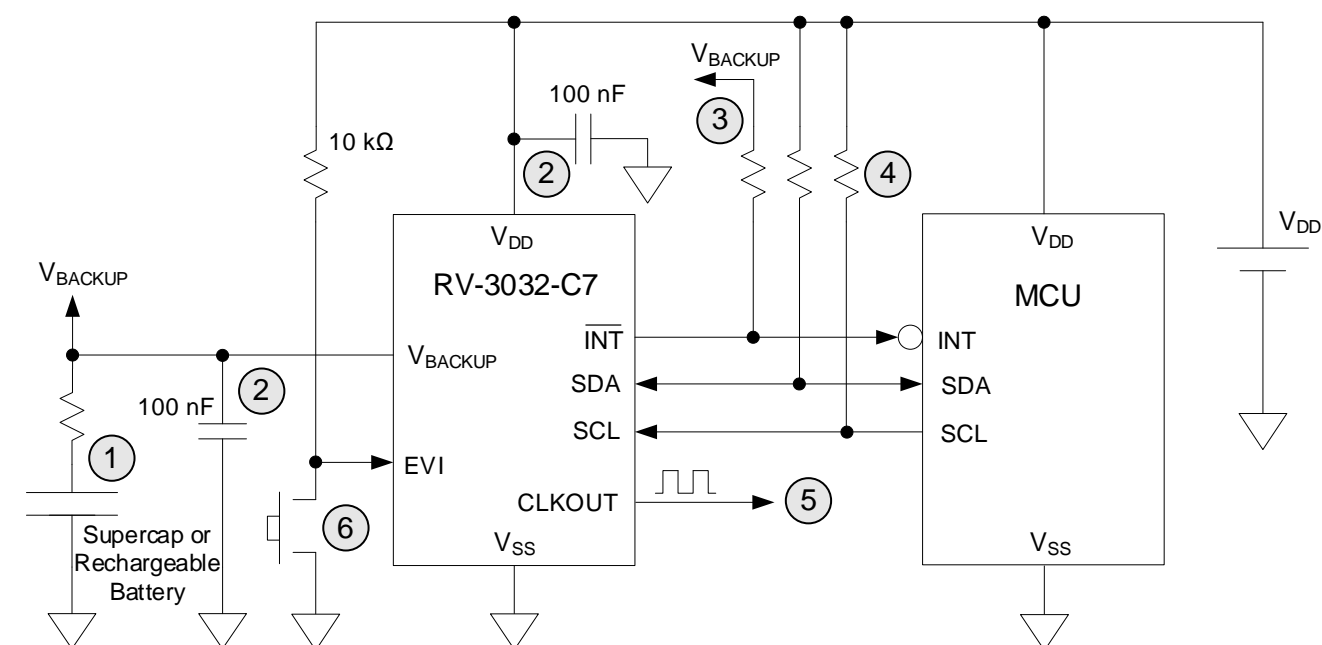 VBACKUP
3
100 nF
10 kΩ
2
4
VDD
VDD
VDD
RV-3032-C7
MCU
VBACKUP
INT
INT
VBACKUP
SDA
SDA
2
100 nF
SCL
SCL
1
EVI
CLKOUT
5
6
Supercap or
Rechargeable
Battery
VSS
VSS